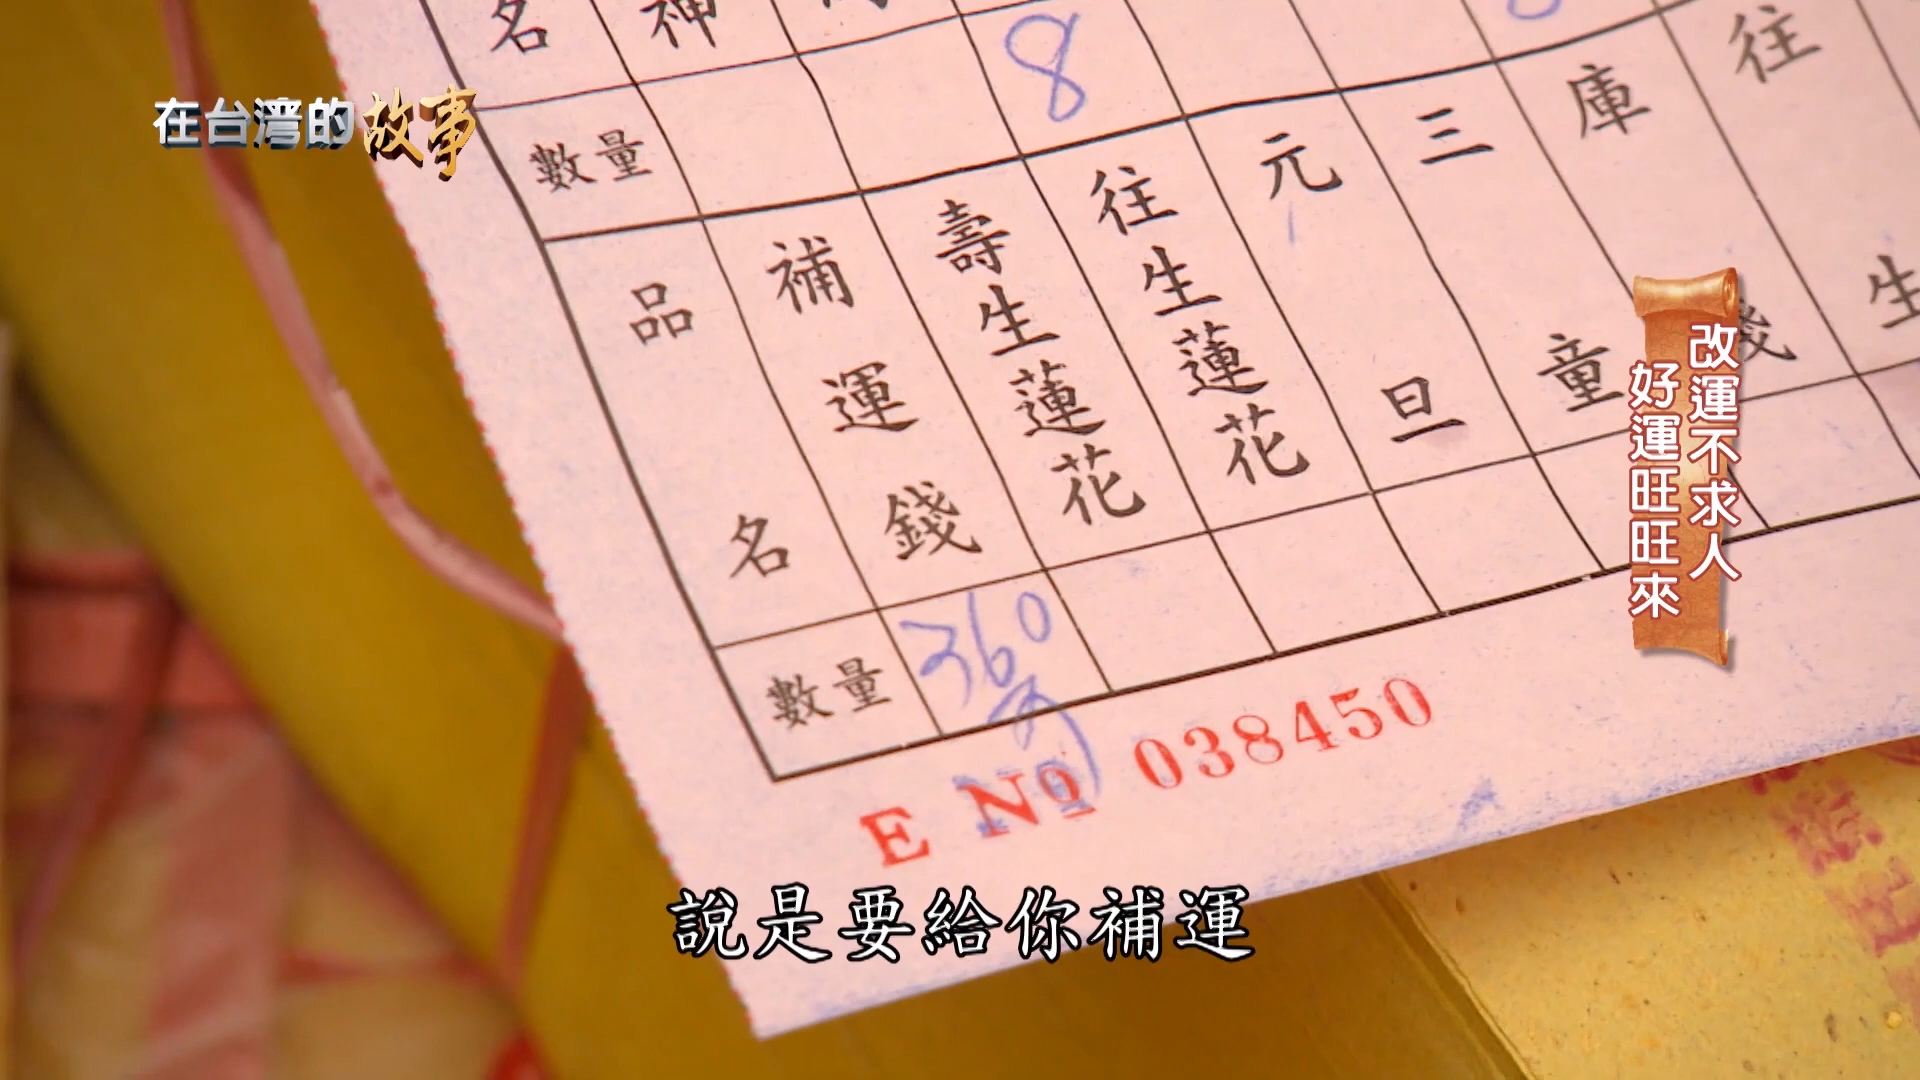 在台灣的故事
名 神
8
數量
品名 補運錢 壽生蓮花 往生蓮花 元旦 三童 庫錢 往生
數量 360
E № 038450
改運不求人
好運旺旺來
說是要給你補運